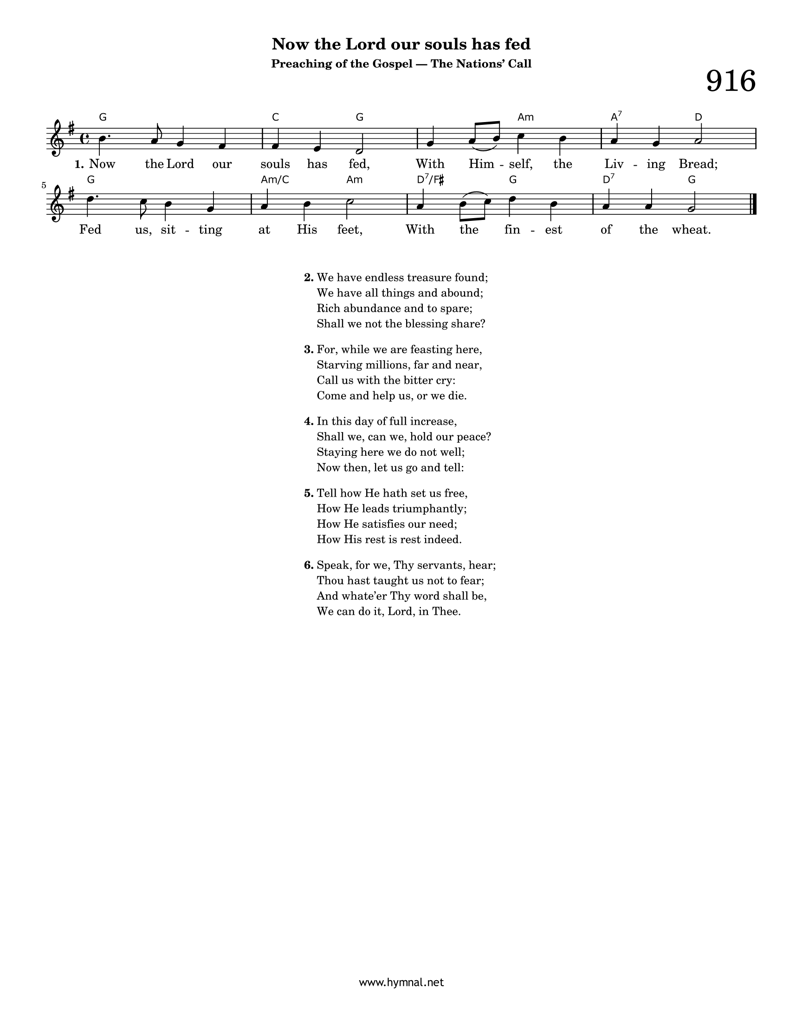 Now the Lord our souls has fed
Preaching of the Gospel — The Nations' Call
916
G C G Am A7 D
1. Now the Lord our souls has fed, With Him - self, the Liv - ing Bread;
5
G Am/C Am D7/F♯ G D7 G
Fed us, sit - ting at His feet, With the fin - est of the wheat.
2. We have endless treasure found;
We have all things and abound;
Rich abundance and to spare;
Shall we not the blessing share?
3. For, while we are feasting here,
Starving millions, far and near,
Call us with the bitter cry:
Come and help us, or we die.
4. In this day of full increase,
Shall we, can we, hold our peace?
Staying here we do not well;
Now then, let us go and tell:
5. Tell how He hath set us free,
How He leads triumphantly;
How He satisfies our need;
How His rest is rest indeed.
6. Speak, for we, Thy servants, hear;
Thou hast taught us not to fear;
And whate'er Thy word shall be,
We can do it, Lord, in Thee.
www.hymnal.net